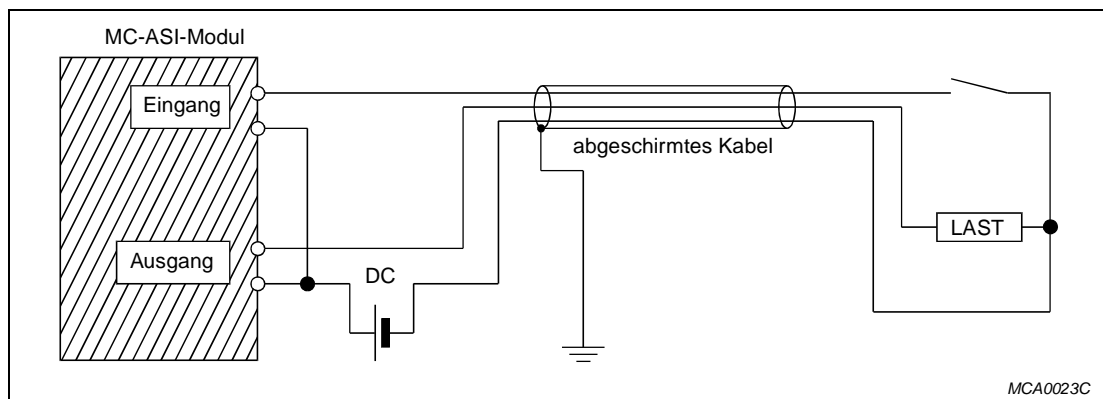 MC-ASI-Modul
Eingang
abgeschirmtes Kabel
LAST
Ausgang
DC
MCA0023C